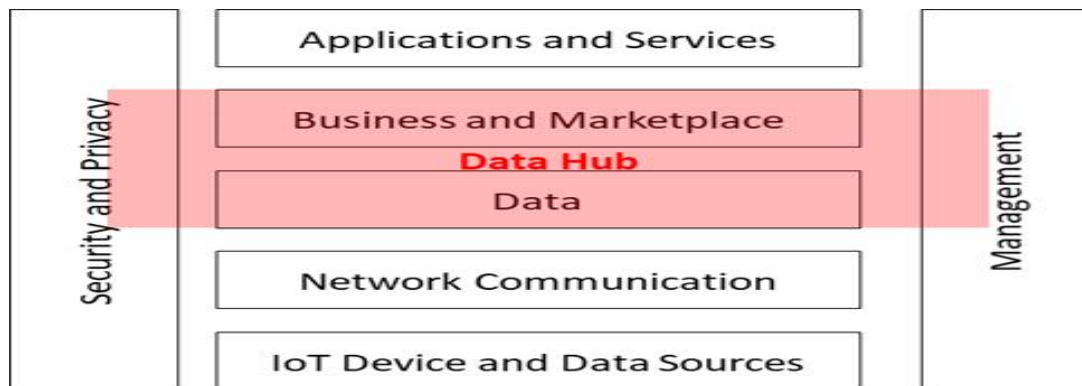 Applications and Services
Business and Marketplace
Data Hub
Data
Network Communication
IoT Device and Data Sources
Security and Privacy
Management